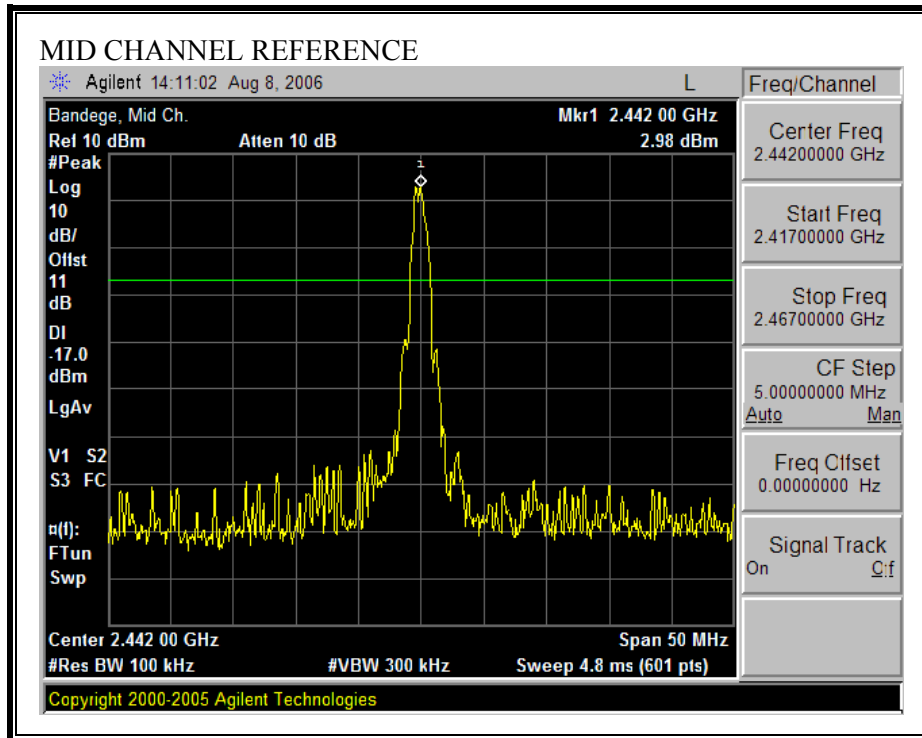 MID CHANNEL REFERENCE
Agilent 14:11:02 Aug 8, 2006 L
Freq/Channel
Bandege, Mid Ch. Mkr1 2.442 00 GHz
Ref 10 dBm Atten 10 dB 2.98 dBm
#Peak
Log
10
dB/
Offst
11
dB
DI
-17.0
dBm
LgAv
V1 S2
S3 FC
¤(f):
FTun
Swp
1
Center 2.442 00 GHz Span 50 MHz
#Res BW 100 kHz #VBW 300 kHz Sweep 4.8 ms (601 pts)
Center Freq
2.44200000 GHz
Start Freq
2.41700000 GHz
Stop Freq
2.46700000 GHz
CF Step
5.00000000 MHz
Auto Man
Freq Offset
0.00000000 Hz
Signal Track
On Off
Copyright 2000-2005 Agilent Technologies